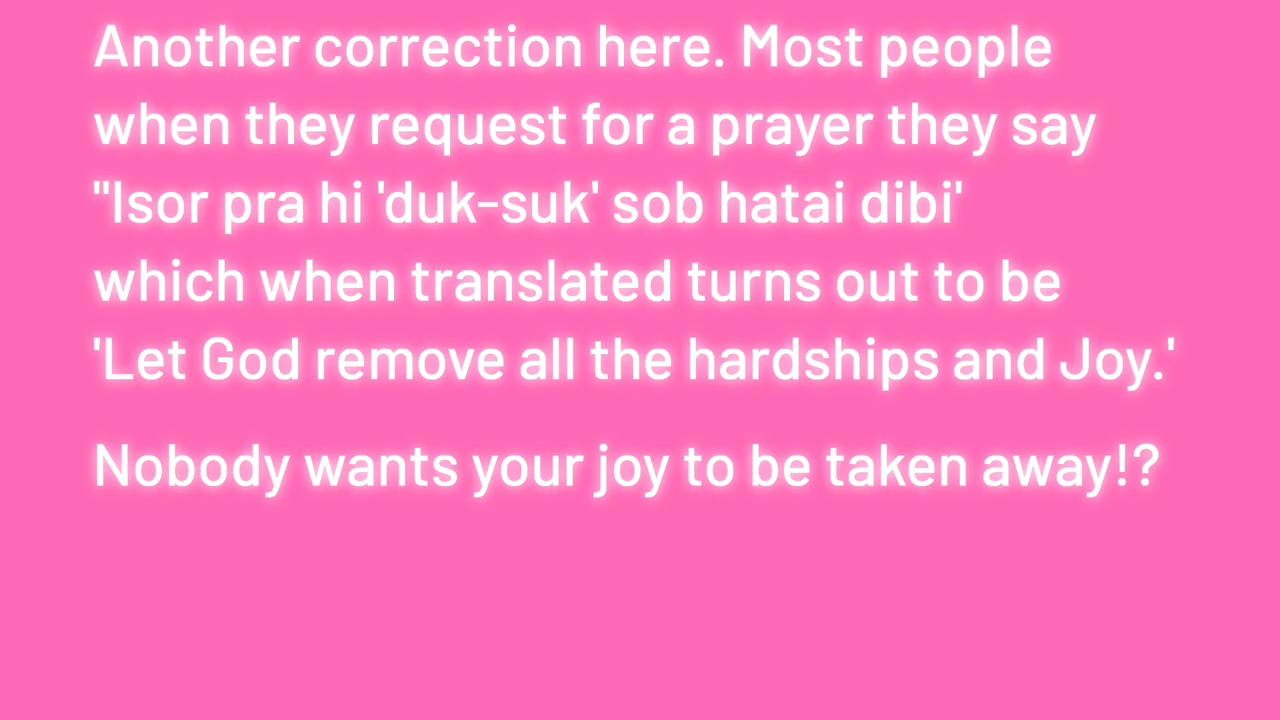 Another correction here. Most people
when they request for a prayer they say
"Isor pra hi 'duk-suk' sob hatai dibi'
which when translated turns out to be
'Let God remove all the hardships and Joy.'
Nobody wants your joy to be taken away!?